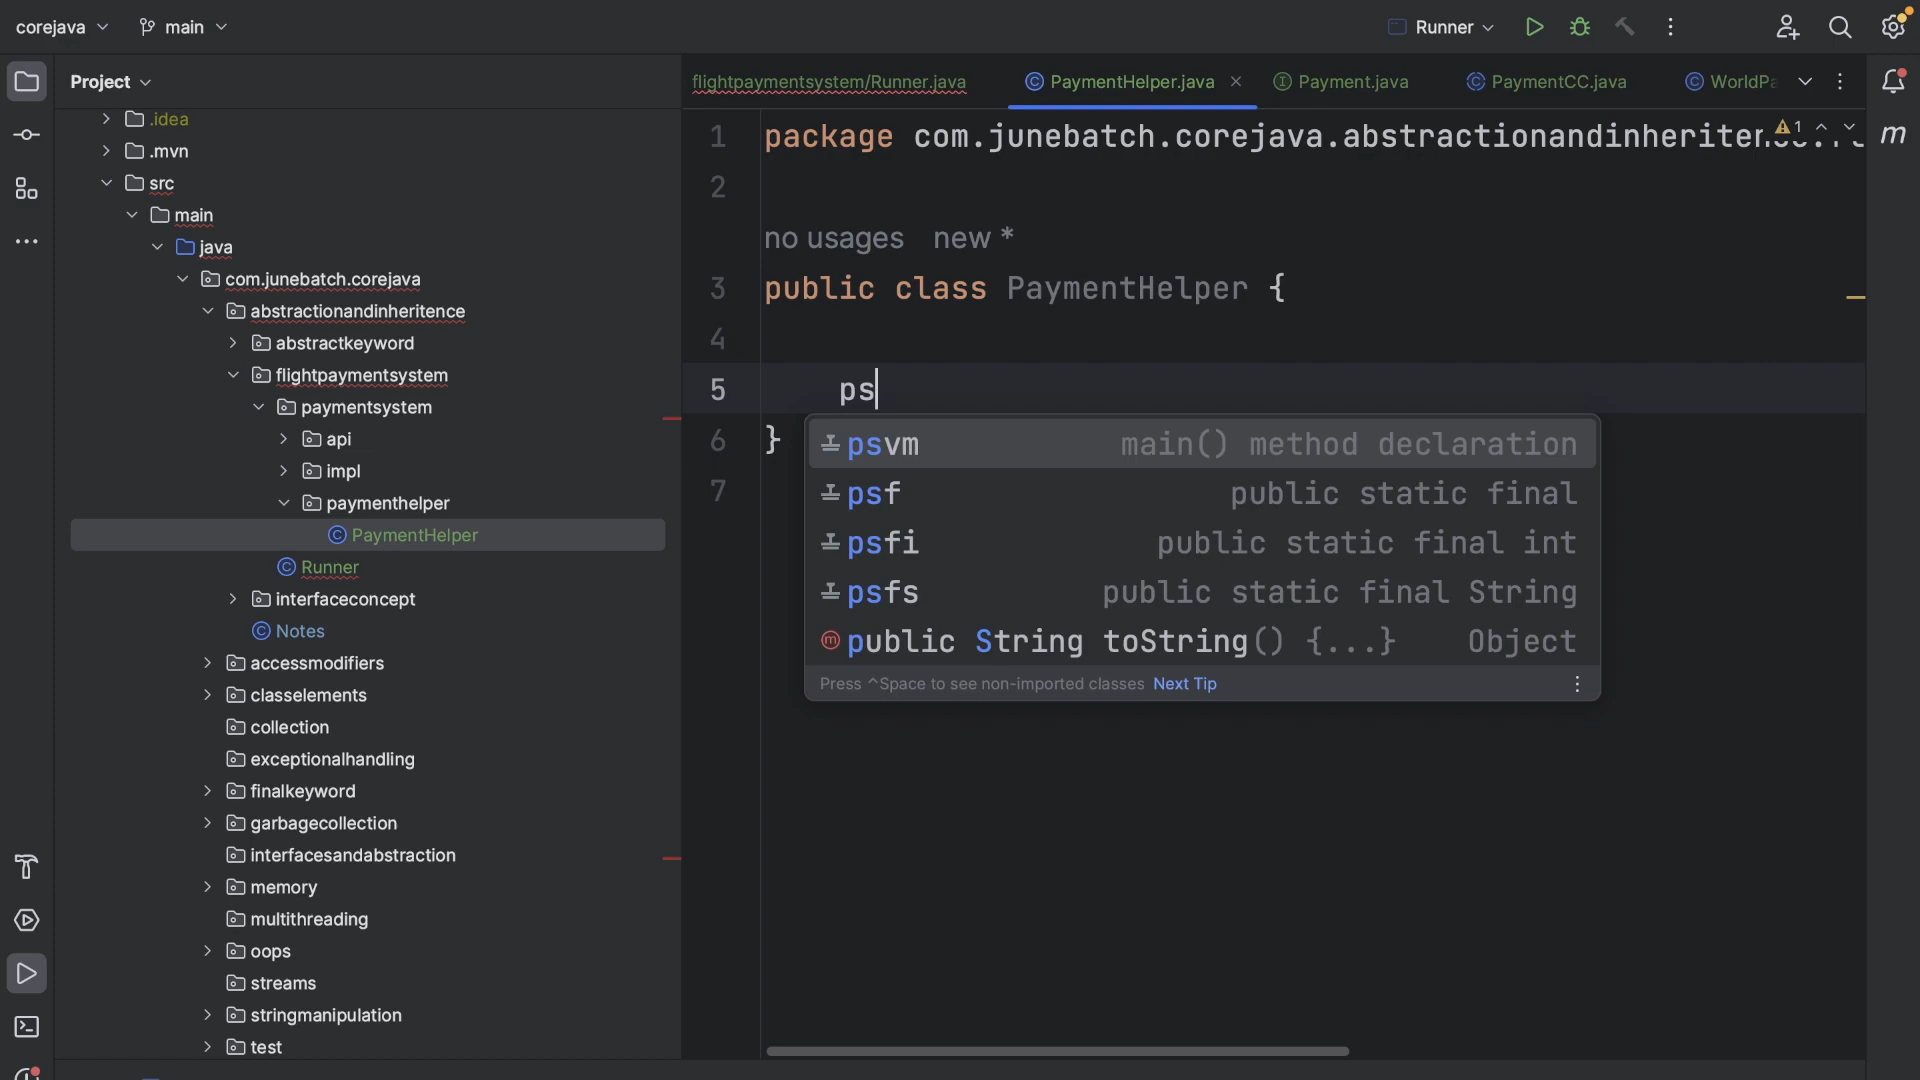 corejava
main
Runner
Project
flightpaymentsystem/Runner.java
PaymentHelper.java
Payment.java
PaymentCC.java
WorldPa
.idea
.mvn
src
main
java
com.junebatch.corejava
abstractionandinheritence
abstractkeyword
flightpaymentsystem
paymentsystem
api
impl
paymenthelper
PaymentHelper
Runner
interfaceconcept
Notes
accessmodifiers
classelements
collection
exceptionalhandling
finalkeyword
garbagecollection
interfacesandabstraction
memory
multithreading
oops
streams
stringmanipulation
test
1 package com.junebatch.corejava.abstractionandinheriten
1
2
no usages new *
3 public class PaymentHelper {
4
5 ps
6 }
7
psvm main() method declaration
psf public static final
psfi public static final int
psfs public static final String
public String toString() {...} Object
Press ^Space to see non-imported classes Next Tip
m